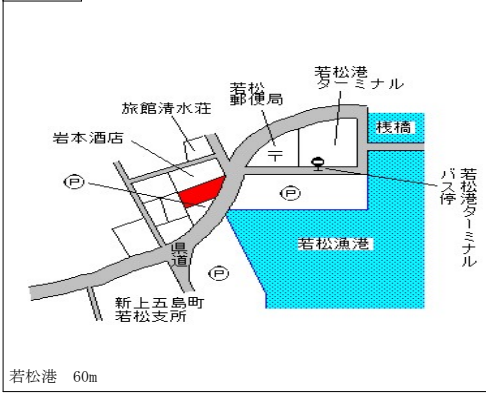 若松港
ターミナル
若松
郵便局
旅館清水荘
桟橋
岩本酒店
〒
P
P
若松港ターミナル
バス停
若松漁港
県道
P
新上五島町
若松支所
若松港　60m